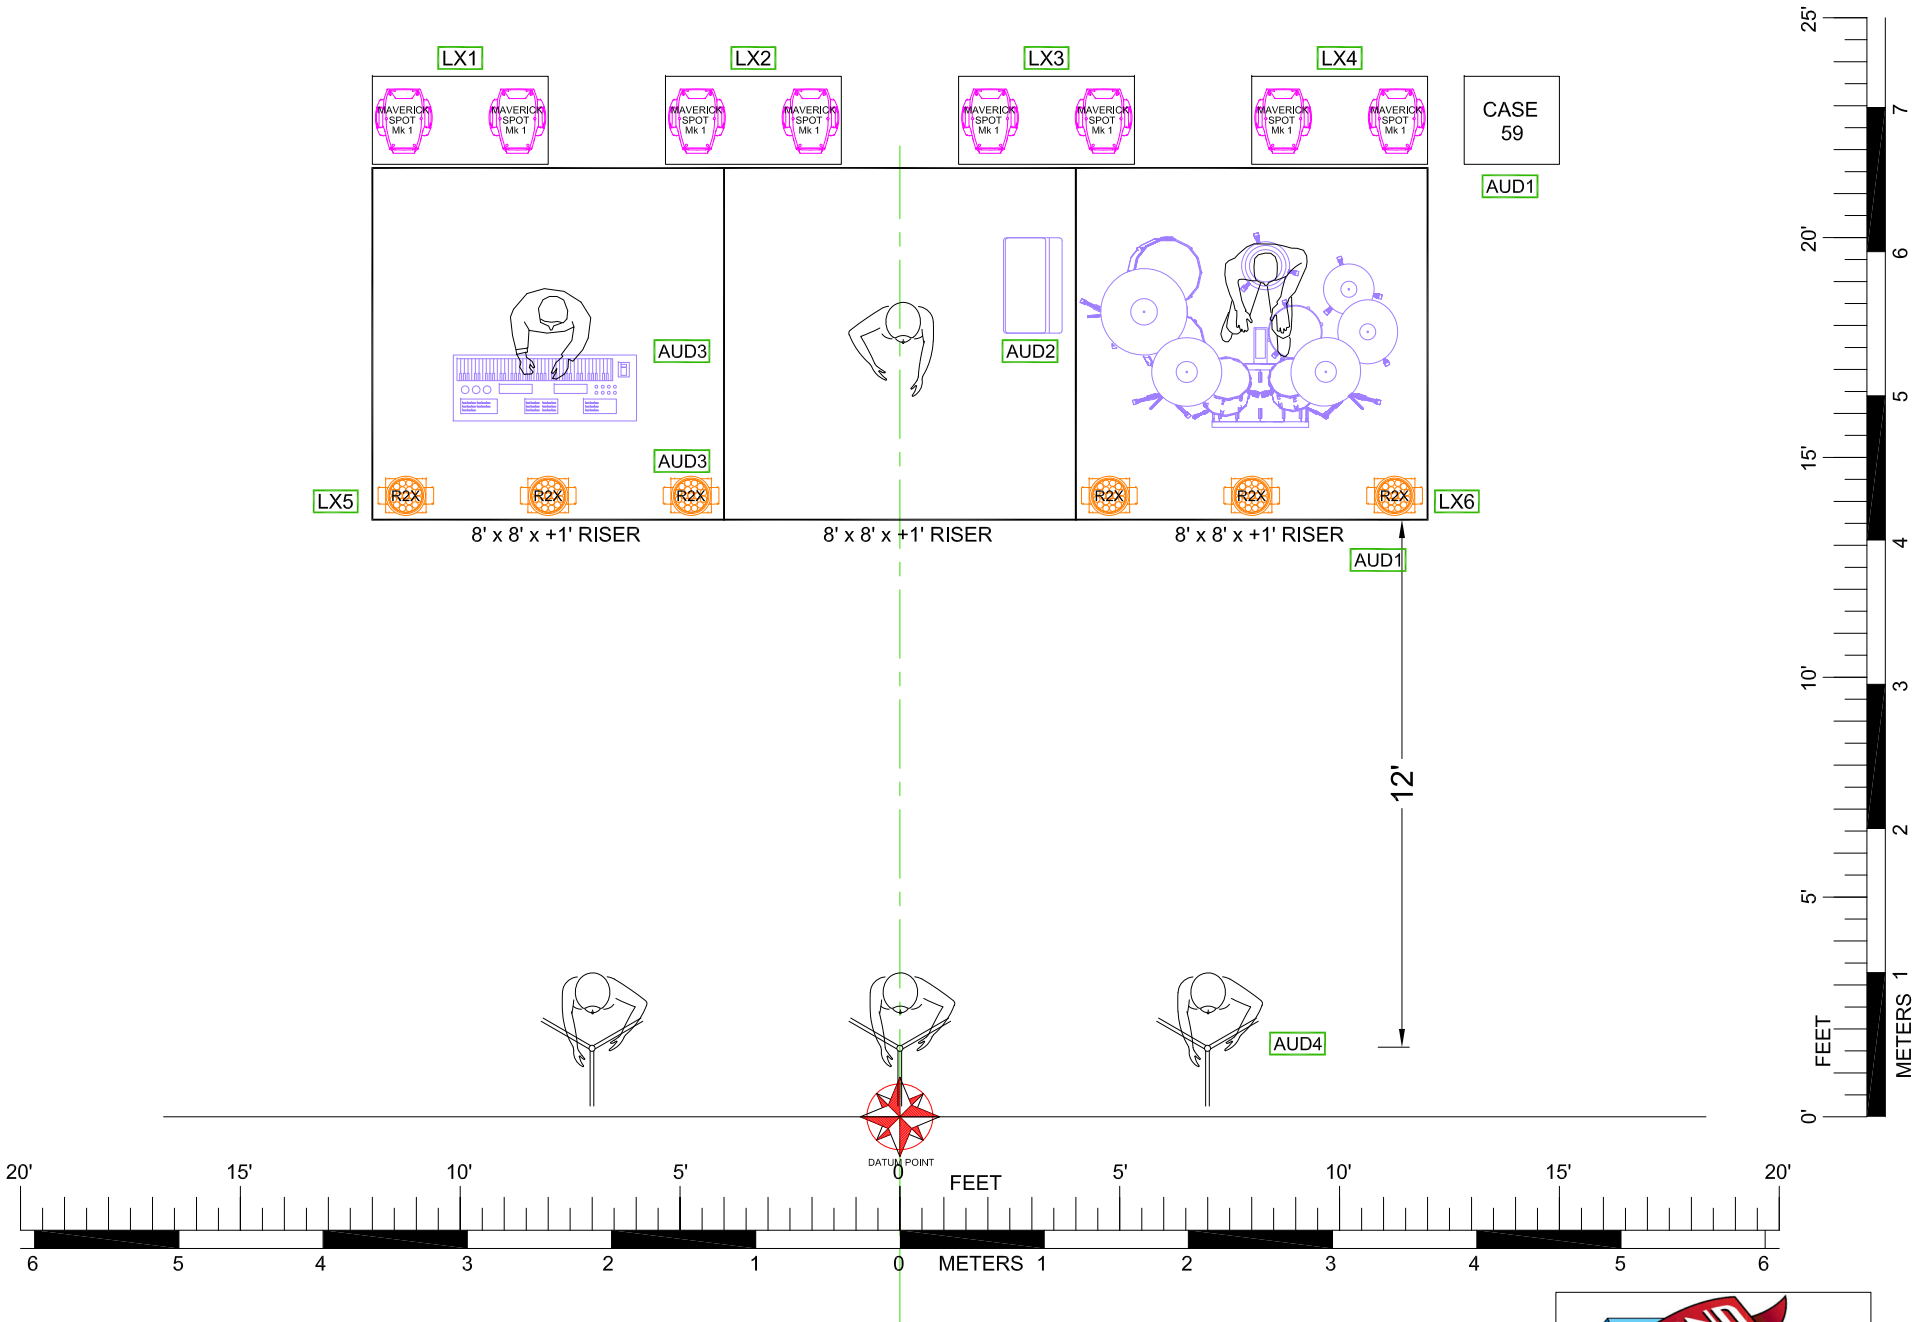 25'
LX1
LX2
LX3
LX4
MAVERICK SPOT Mk 1
MAVERICK SPOT Mk 1
MAVERICK SPOT Mk 1
MAVERICK SPOT Mk 1
MAVERICK SPOT Mk 1
MAVERICK SPOT Mk 1
MAVERICK SPOT Mk 1
MAVERICK SPOT Mk 1
CASE
59
7
AUD1
20'
6
AUD3
AUD2
5
AUD3
15'
LX5
R2X
R2X
R2X
R2X
R2X
R2X
LX6
8' x 8' x +1' RISER
8' x 8' x +1' RISER
8' x 8' x +1' RISER
AUD1
4
10'
3
12'
2
5'
1
AUD4
FEET
METERS
0'
DATUM POINT
20'
15'
10'
5'
0
5'
10'
15'
20'
FEET
6
5
4
3
2
1
0
METERS
1
2
3
4
5
6